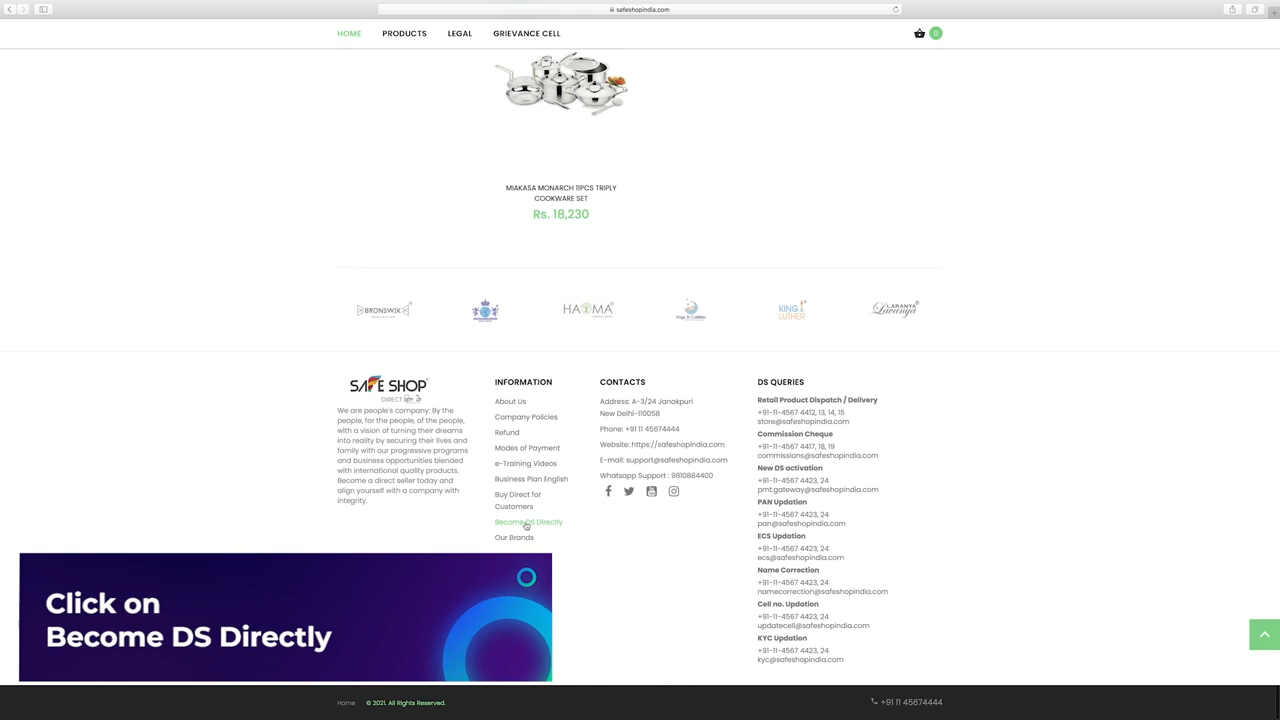 safeshopindia.com
HOME PRODUCTS LEGAL GRIEVANCE CELL 0
MIAKASA MONARCH 11PCS TRIPLY
COOKWARE SET
Rs. 18,230
BRONSWIK
HAOMA
KING
LUTHER
LARANYA
Lavanya
SAFE SHOP
DIRECT
We are people's company: By the
people, for the people, of the people,
with a vision of turning their dreams
into reality by securing their lives and
family with our progressive programs
and business opportunities blended
with international quality products.
Become a direct seller today and
align yourself with a company with
integrity.
INFORMATION
About Us
Company Policies
Refund
Modes of Payment
e-Training Videos
Business Plan English
Buy Direct for
Customers
Become DS Directly
Our Brands
CONTACTS
Address: A-3/24 Janakpuri
New Delhi-110058
Phone: +91 11 45674444
Website: https://safeshopindia.com
E-mail: support@safeshopindia.com
Whatsapp Support : 9810884400
DS QUERIES
Retail Product Dispatch / Delivery
+91-11-4567 4412, 13, 14, 15
store@safeshopindia.com
Commission Cheque
+91-11-4567 4417, 18, 19
commissions@safeshopindia.com
New DS activation
+91-11-4567 4423, 24
pmt.gateway@safeshopindia.com
PAN Updation
+91-11-4567 4423, 24
pan@safeshopindia.com
ECS Updation
+91-11-4567 4423, 24
ecs@safeshopindia.com
Name Correction
+91-11-4567 4423, 24
namecorrection@safeshopindia.com
Cell no. Updation
+91-11-4567 4423, 24
updatecell@safeshopindia.com
KYC Updation
+91-11-4567 4423, 24
kyc@safeshopindia.com
Click on
Become DS Directly
Home © 2021. All Rights Reserved. +91 11 45674444